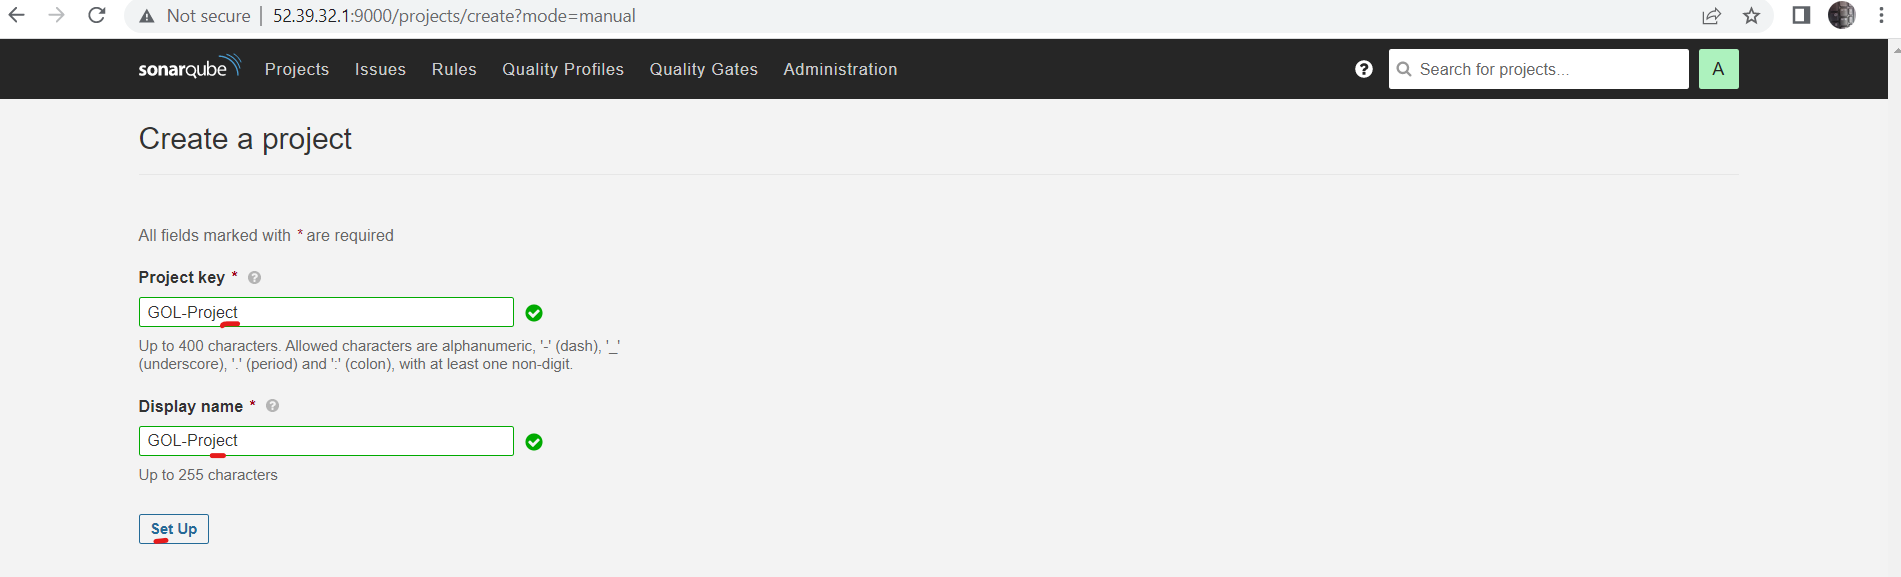 Not secure | 52.39.32.1:9000/projects/create?mode=manual
sonarqube Projects Issues Rules Quality Profiles Quality Gates Administration ? Search for projects... A
Create a project
All fields marked with * are required
Project key * ?
GOL-Project
Up to 400 characters. Allowed characters are alphanumeric, '-' (dash), '_'
(underscore), '.' (period) and ':' (colon), with at least one non-digit.
Display name * ?
GOL-Project
Up to 255 characters
Set Up